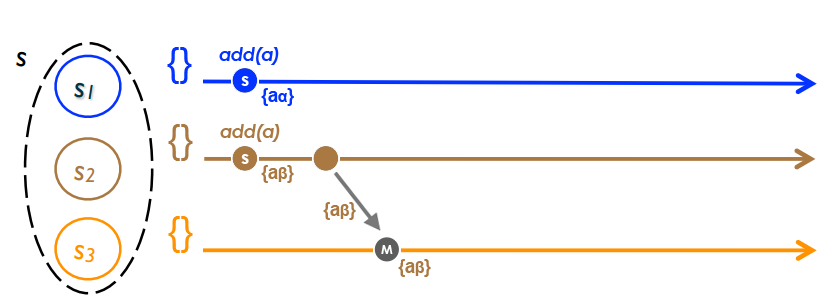 S
S1
{}
add(a)
S
{aα}
S2
{}
add(a)
S
{aβ}
{aβ}
S3
{}
M
{aβ}